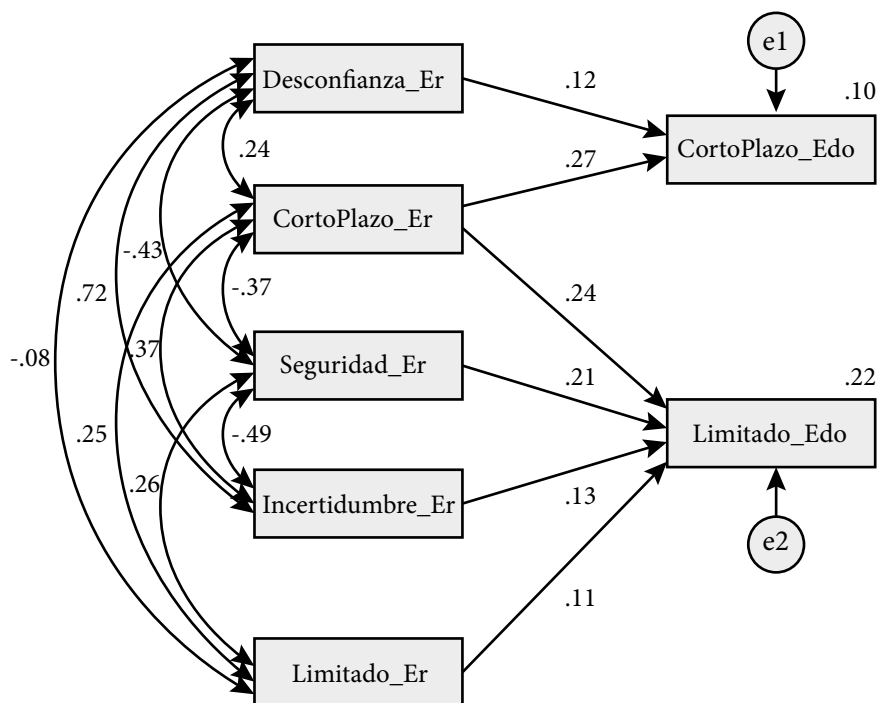 e1
Desconfianza_Er
.12
.10
CortoPlazo_Edo
.24
.27
CortoPlazo_Er
-.43
.72
-.37
.24
-.08
.37
Seguridad_Er
.21
.22
Limitado_Edo
.25
-.49
.26
Incertidumbre_Er
.13
e2
.11
Limitado_Er